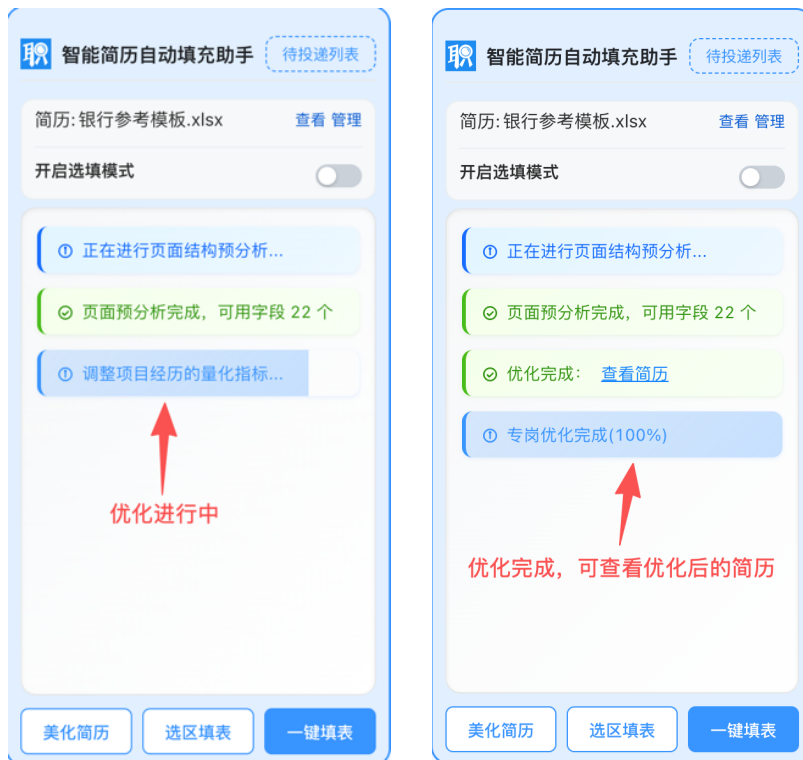 职 智能简历自动填充助手 待投递列表
简历: 银行参考模板.xlsx 查看 管理
开启选填模式
正在进行页面结构预分析...
页面预分析完成，可用字段 22 个
调整项目经历的量化指标...
优化进行中
美化简历 选区填表 一键填表
职 智能简历自动填充助手 待投递列表
简历: 银行参考模板.xlsx 查看 管理
开启选填模式
正在进行页面结构预分析...
页面预分析完成，可用字段 22 个
优化完成： 查看简历
专岗优化完成(100%)
优化完成，可查看优化后的简历
美化简历 选区填表 一键填表